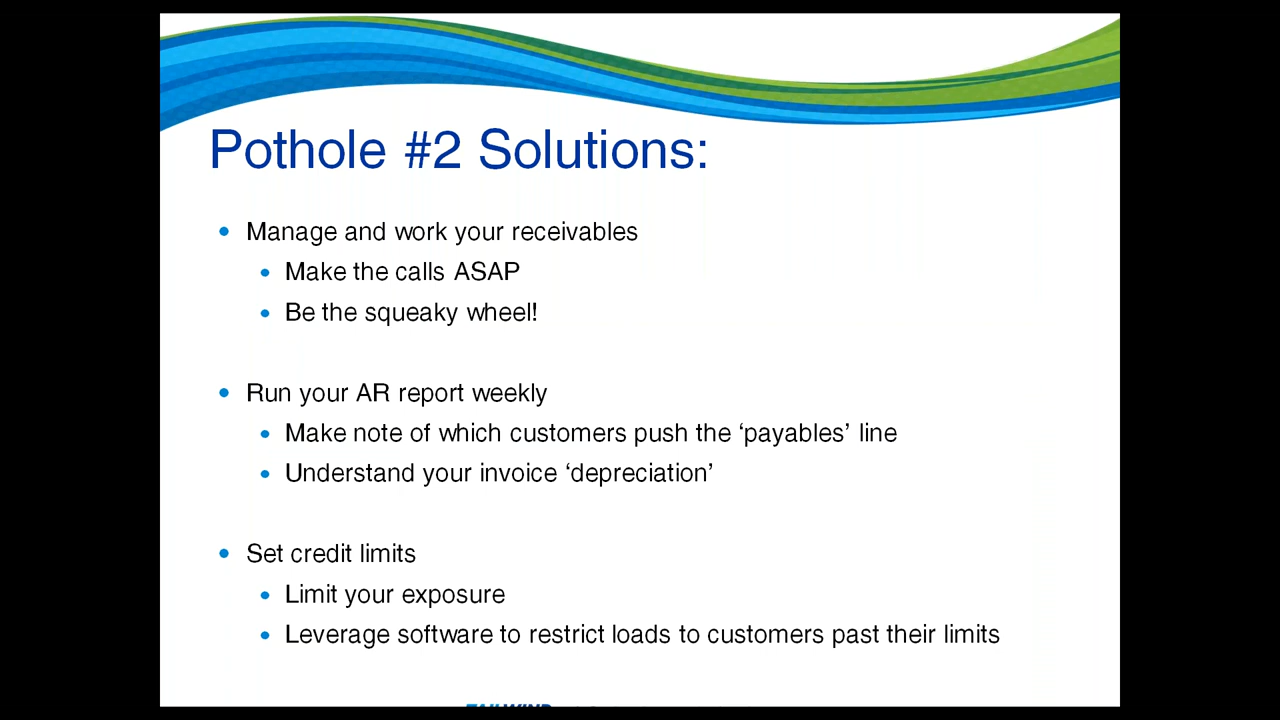 Pothole #2 Solutions:
Manage and work your receivables
Make the calls ASAP
Be the squeaky wheel!
Run your AR report weekly
Make note of which customers push the ‘payables’ line
Understand your invoice ‘depreciation’
Set credit limits
Limit your exposure
Leverage software to restrict loads to customers past their limits